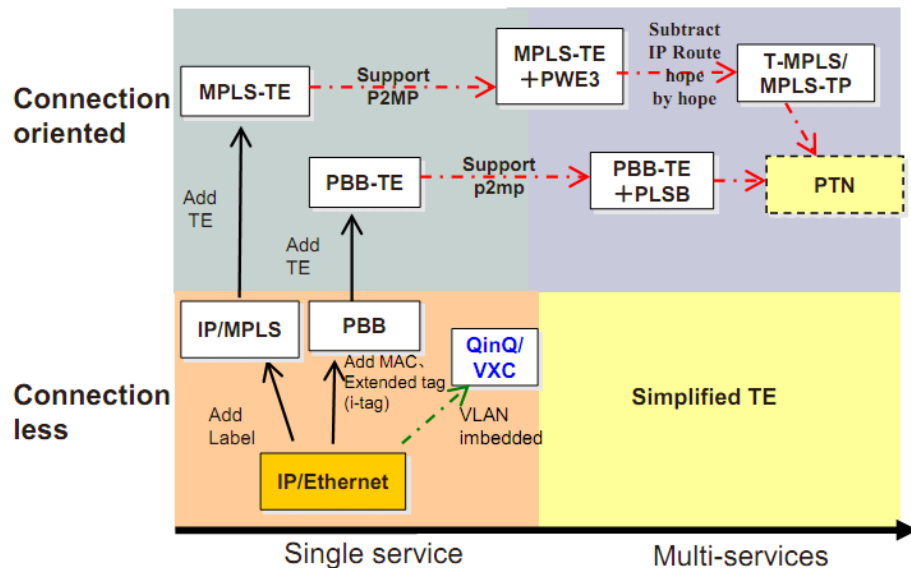 Connection
oriented
MPLS-TE
Support
P2MP
MPLS-TE
+PWE3
Subtract
IP Route
hope
by hope
T-MPLS/
MPLS-TP
PBB-TE
Support
p2mp
PBB-TE
+PLSB
PTN
Add
TE
Add
TE
Connection
less
IP/MPLS
PBB
QinQ/
VXC
Add MAC、
Extended tag
(i-tag)
Add
Label
VLAN
imbedded
IP/Ethernet
Simplified TE
Single service
Multi-services